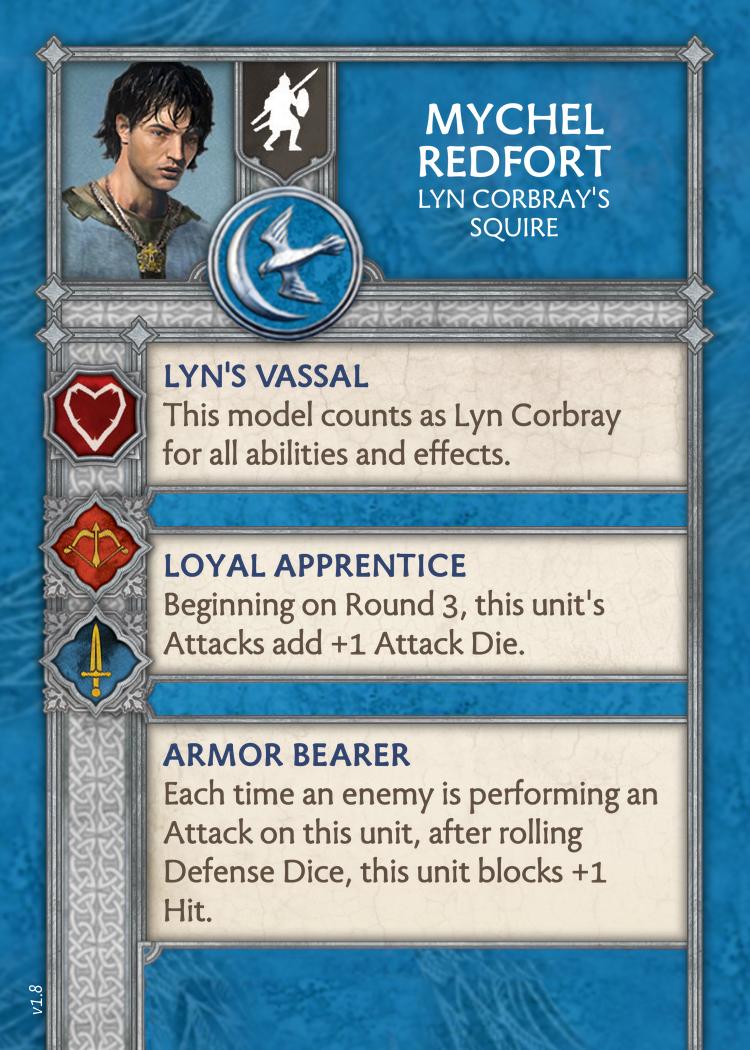 MYCHEL
REDFORT
LYN CORBRAY'S
SQUIRE
LYN'S VASSAL
This model counts as Lyn Corbray
for all abilities and effects.
LOYAL APPRENTICE
Beginning on Round 3, this unit's
Attacks add +1 Attack Die.
ARMOR BEARER
Each time an enemy is performing an
Attack on this unit, after rolling
Defense Dice, this unit blocks +1
Hit.
v1.8